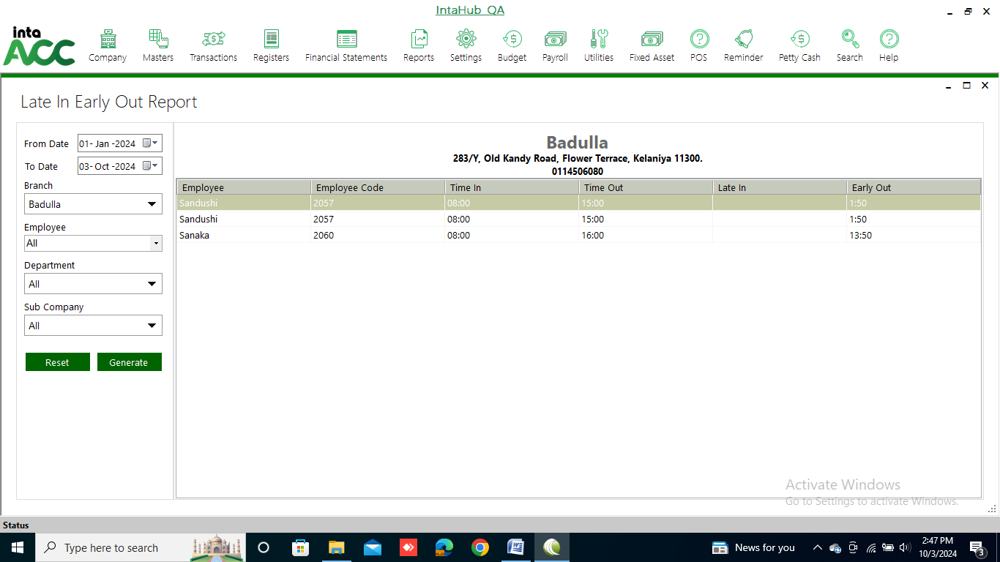 IntaHub_QA
inta
ACC
Company Masters Transactions Registers Financial Statements Reports Settings Budget Payroll Utilities Fixed Asset POS Reminder Petty Cash Search Help
Late In Early Out Report
From Date 01- Jan -2024
To Date 03- Oct -2024
Branch
Badulla
Employee
All
Department
All
Sub Company
All
Reset Generate
Badulla
283/Y, Old Kandy Road, Flower Terrace, Kelaniya 11300.
0114506080
Employee Employee Code Time In Time Out Late In Early Out
Sandushi 2057 08:00 15:00 1:50
Sandushi 2057 08:00 15:00 1:50
Sanaka 2060 08:00 16:00 13:50
Activate Windows
Go to Settings to activate Windows.
Status
Type here to search
News for you
2:47 PM
10/3/2024
3